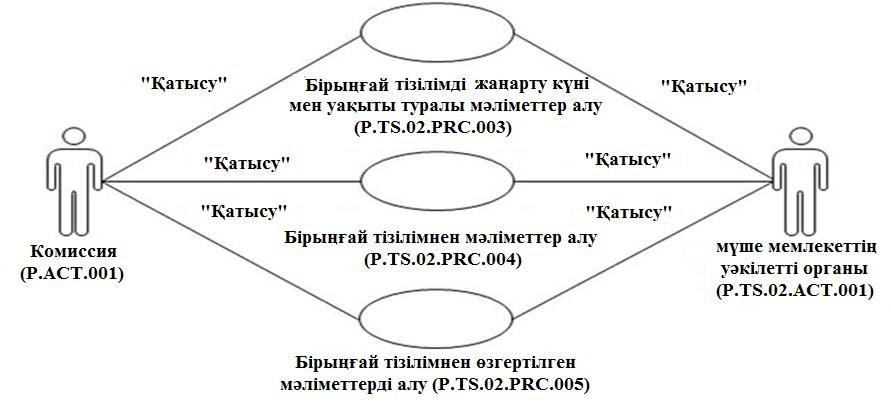 "Қатысу"
"Қатысу"
Бірыңғай тізілімді жаңарту күні
мен уақыты туралы мәліметтер алу
(P.TS.02.PRC.003)
"Қатысу"
"Қатысу"
"Қатысу"
"Қатысу"
Бірыңғай тізілімнен мәліметтер алу
(P.TS.02.PRC.004)
Комиссия
(P.ACT.001)
мүше мемлекеттің
уәкілетті органы
(P.TS.02.ACT.001)
Бірыңғай тізілімнен өзгертілген
мәліметтерді алу (P.TS.02.PRC.005)